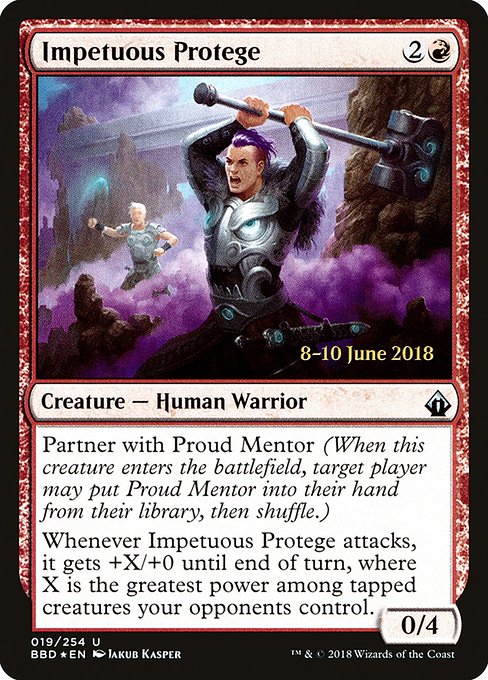 Impetuous Protege 2
8–10 June 2018
Creature — Human Warrior
Partner with Proud Mentor (When this
creature enters the battlefield, target player
may put Proud Mentor into their hand
from their library, then shuffle.)
Whenever Impetuous Protege attacks,
it gets +X/+0 until end of turn, where
X is the greatest power among tapped
creatures your opponents control.
0/4
019/254 U
BBD ★ EN Jakub Kasper
™ & © 2018 Wizards of the Coast